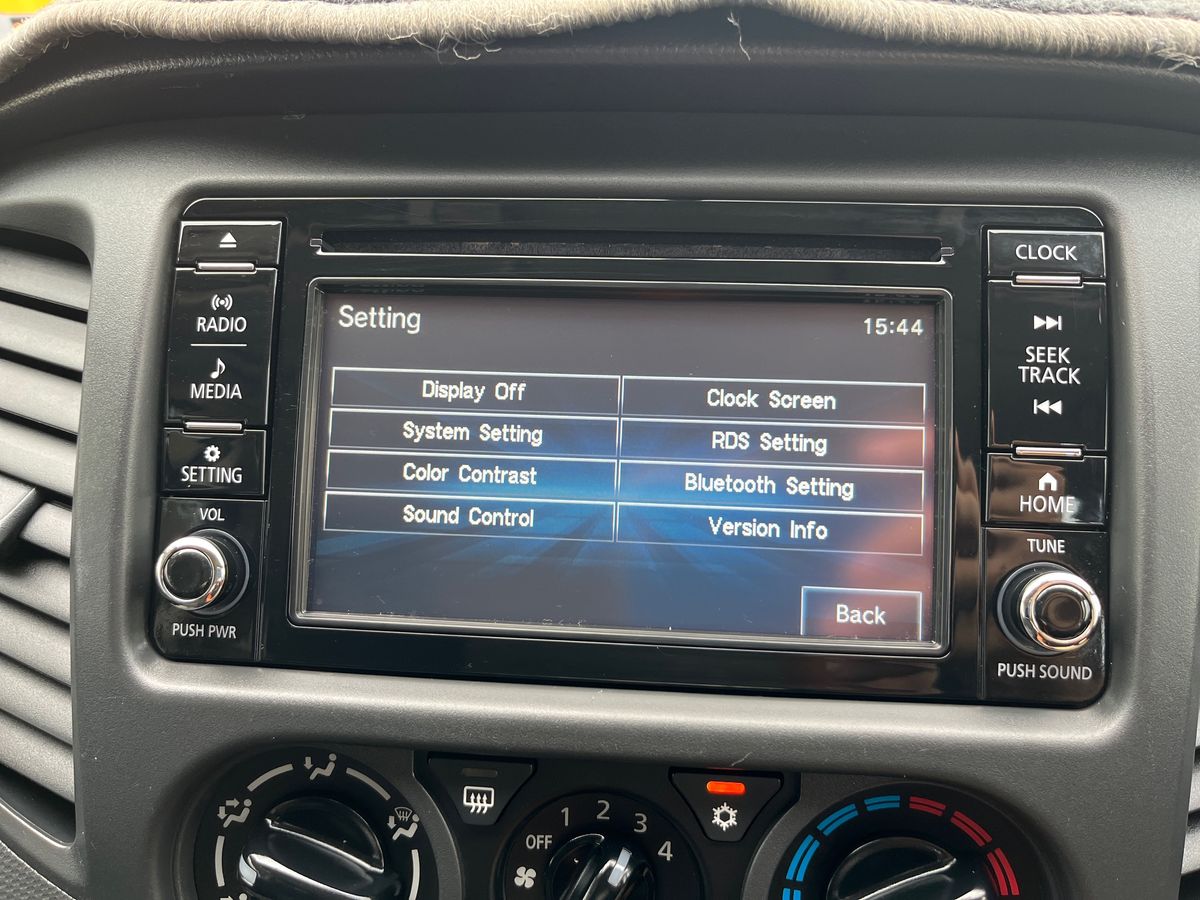 RADIO
MEDIA
SETTING
VOL
PUSH PWR
Setting
15:44
Display Off
Clock Screen
System Setting
RDS Setting
Color Contrast
Bluetooth Setting
Sound Control
Version Info
Back
CLOCK
SEEK
TRACK
HOME
TUNE
PUSH SOUND
OFF
1
2
3
4